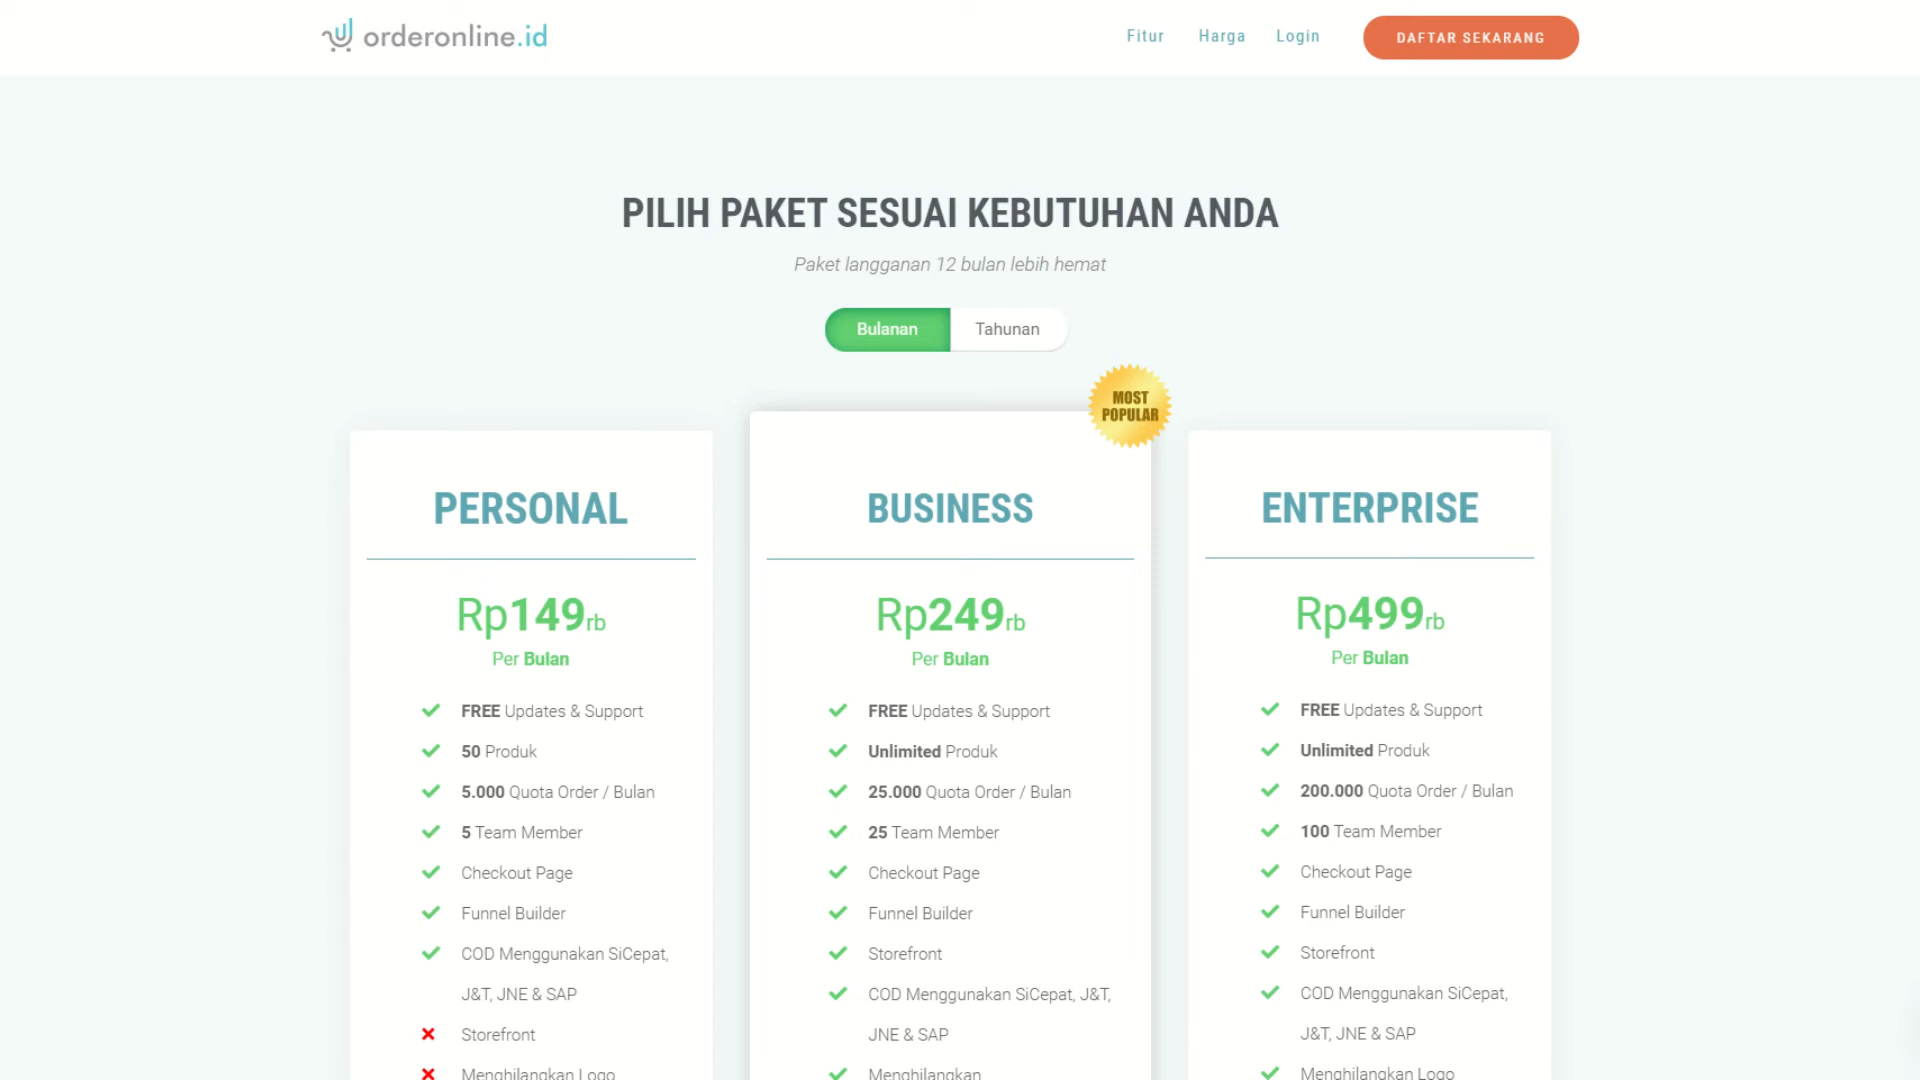 orderonline.id
Fitur
Harga
Login
DAFTAR SEKARANG
PILIH PAKET SESUAI KEBUTUHAN ANDA
Paket langganan 12 bulan lebih hemat
Bulanan
Tahunan
MOST
POPULAR
PERSONAL
Rp149rb
Per Bulan
FREE Updates & Support
50 Produk
5.000 Quota Order / Bulan
5 Team Member
Checkout Page
Funnel Builder
COD Menggunakan SiCepat,
J&T, JNE & SAP
Storefront
Menghilangkan Logo
BUSINESS
Rp249rb
Per Bulan
FREE Updates & Support
Unlimited Produk
25.000 Quota Order / Bulan
25 Team Member
Checkout Page
Funnel Builder
Storefront
COD Menggunakan SiCepat, J&T,
JNE & SAP
Menghilangkan
ENTERPRISE
Rp499rb
Per Bulan
FREE Updates & Support
Unlimited Produk
200.000 Quota Order / Bulan
100 Team Member
Checkout Page
Funnel Builder
Storefront
COD Menggunakan SiCepat,
J&T, JNE & SAP
Menghilangkan Logo